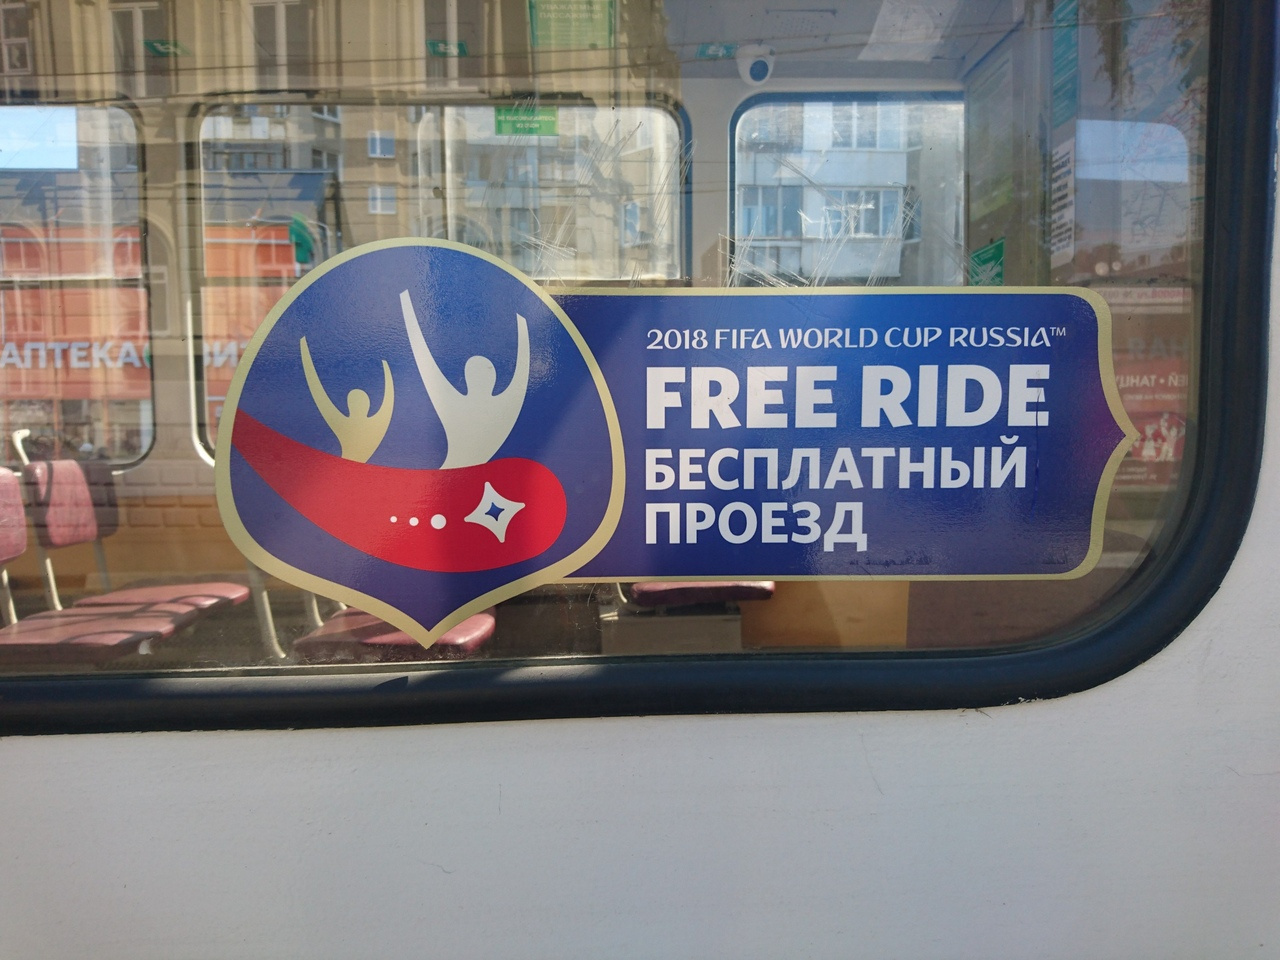 2018 FIFA WORLD CUP RUSSIA™
FREE RIDE
БЕСПЛАТНЫЙ
ПРОЕЗД
АПТЕКА